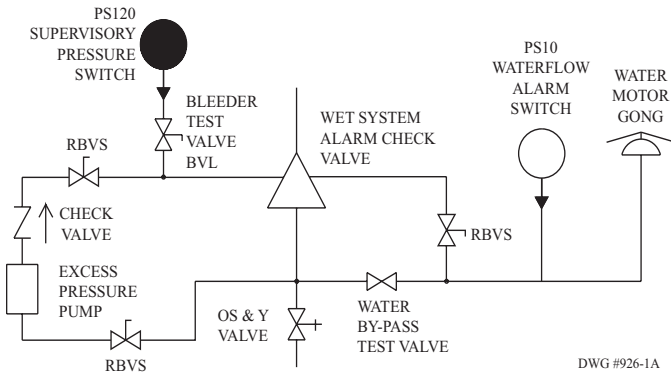 PS120
SUPERVISORY
PRESSURE
SWITCH
BLEEDER
TEST
VALVE
BVL
WET SYSTEM
ALARM CHECK
VALVE
PS10
WATERFLOW
ALARM
SWITCH
WATER
MOTOR
GONG
RBVS
CHECK
VALVE
RBVS
EXCESS
PRESSURE
PUMP
OS & Y
VALVE
WATER
BY-PASS
TEST VALVE
RBVS
DWG #926-1A